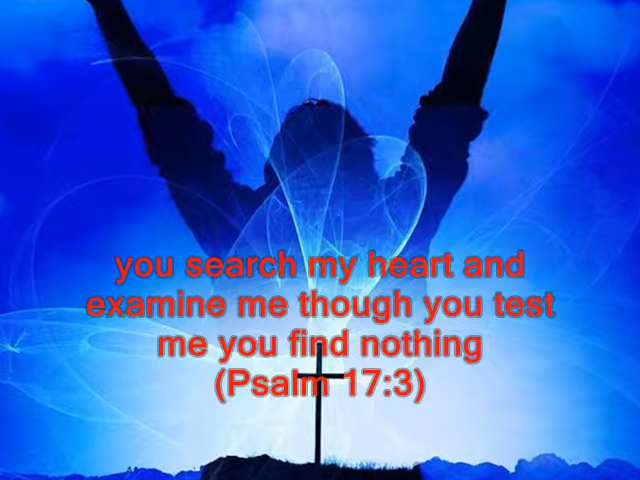 you search my heart and
examine me though you test
me you find nothing
(Psalm 17:3)